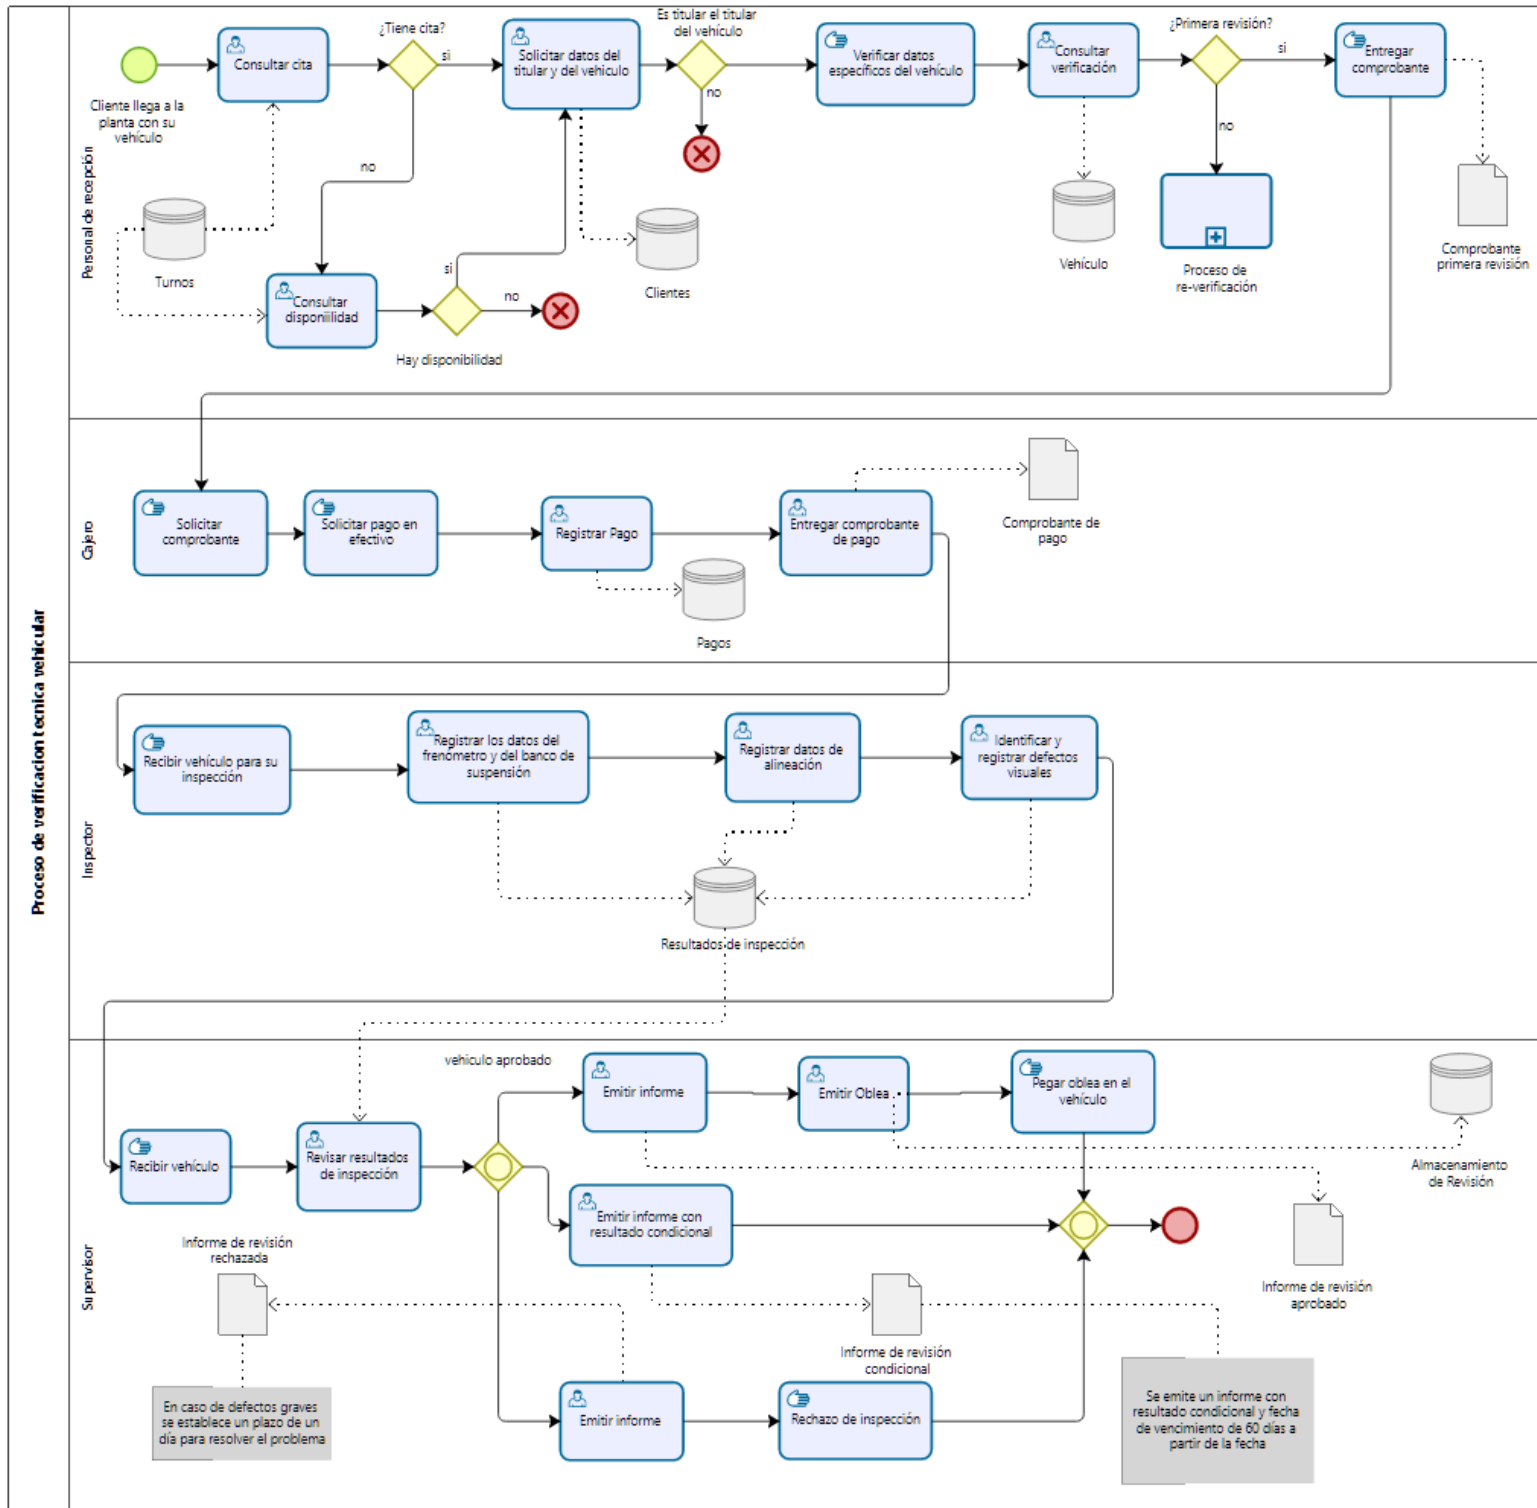 Proceso de verificacion tecnica vehicular
Personal de recepción
Cliente llega a la
planta con su
vehículo
Consultar cita
¿Tiene cita?
si
no
Solicitar datos del
titular y del vehiculo
Es titular el titular
del vehículo
no
Verificar datos
específicos del vehículo
Consultar
verificación
¿Primera revisión?
si
no
Entregar
comprobante
Turnos
Consultar
disponiilidad
si
no
Hay disponibilidad
Clientes
Vehículo
Proceso de
re-verificación
Comprobante
primera revisión
Cajero
Solicitar
comprobante
Solicitar pago en
efectivo
Registrar Pago
Entregar comprobante
de pago
Comprobante de
pago
Pagos
Inspector
Recibir vehículo para su
inspección
Registrar los datos del
frenómetro y del banco de
suspensión
Registrar datos de
alineación
Identificar y
registrar defectos
visuales
Resultados de inspección
Supervisor
Recibir vehículo
Revisar resultados
de inspección
vehiculo aprobado
Emitir informe
Emitir Oblea
Pegar oblea en el
vehículo
Almacenamiento
de Revisión
Emitir informe con
resultado condicional
Informe de revisión
rechazada
Informe de revisión
aprobado
Informe de revisión
condicional
En caso de defectos graves
se establece un plazo de un
día para resolver el problema
Emitir informe
Rechazo de inspección
Se emite un informe con
resultado condicional y fecha
de vencimiento de 60 días a
partir de la fecha